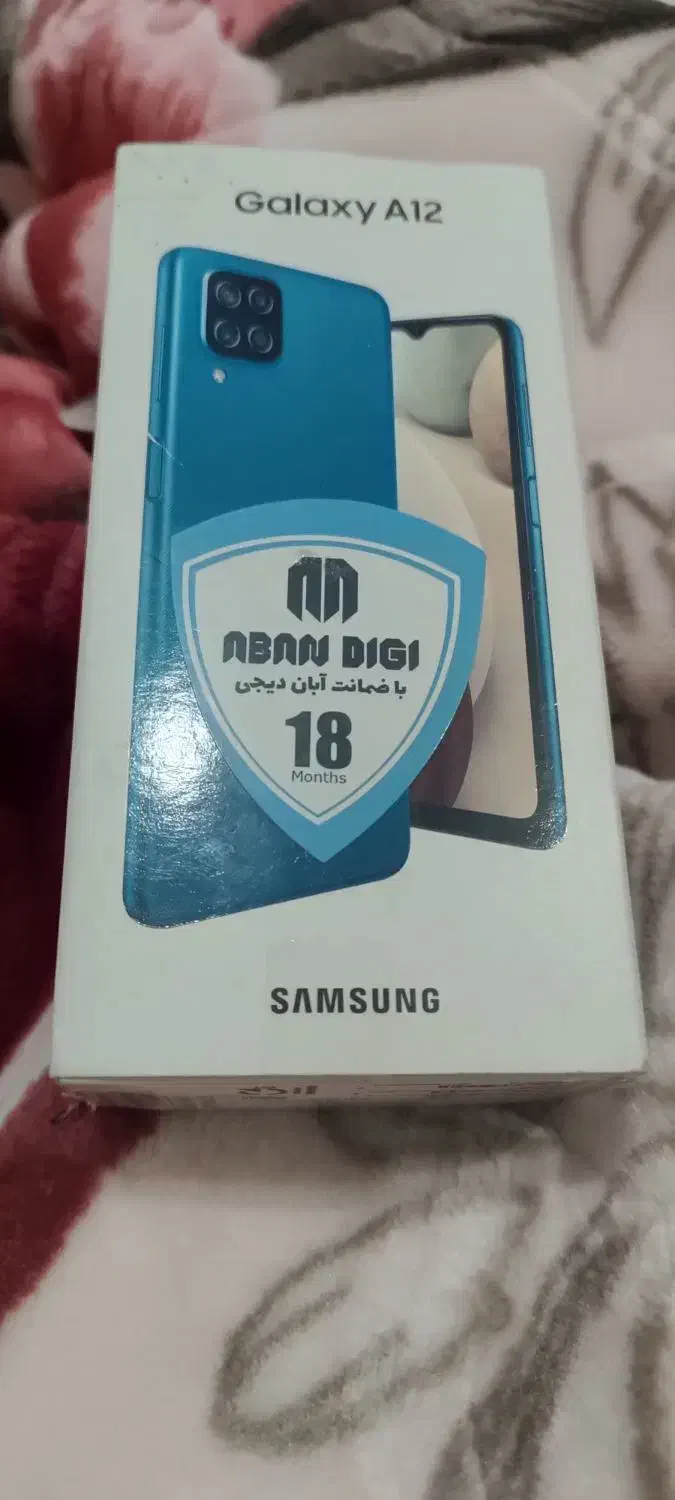 Galaxy A12
ABAN DIGI
با ضمانت آبان دیجی
18
Months
SAMSUNG